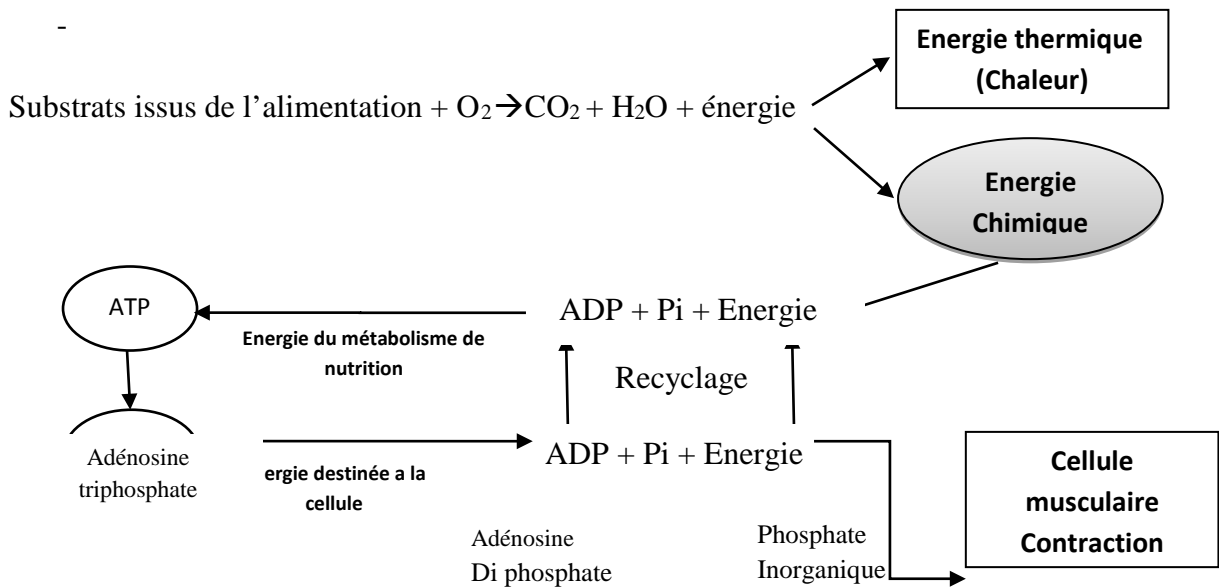 -
Energie thermique
(Chaleur)
Substrats issus de l’alimentation + O₂ →CO₂ + H₂O + énergie
Energie
Chimique
ATP
ADP + Pi + Energie
Energie du métabolisme de
nutrition
Recyclage
ADP + Pi + Energie
Adénosine
triphosphate
ergie destinée a la
cellule
Cellule
musculaire
Contraction
Adénosine
Di phosphate
Phosphate
Inorganique